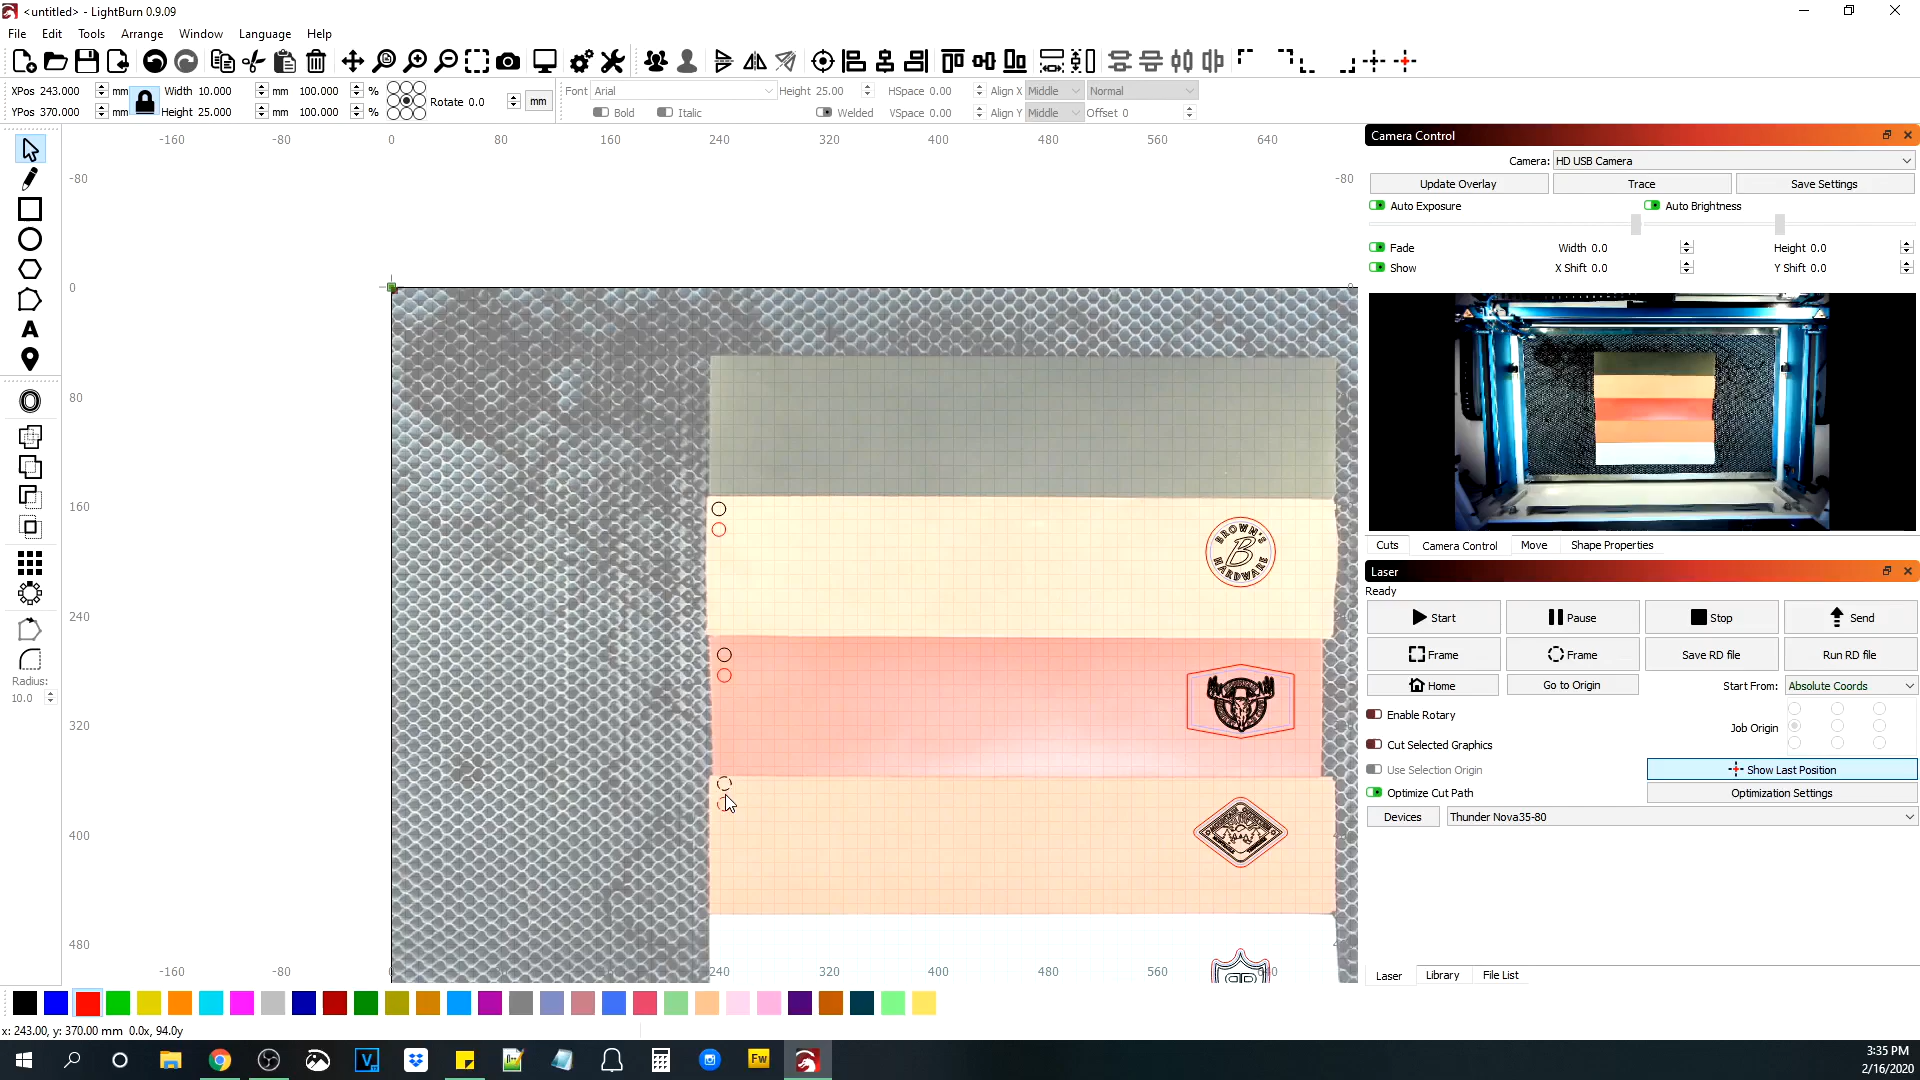 <untitled> - LightBurn 0.9.09
File Edit Tools Arrange Window Language Help
XPos 243.000 mm Width 10.000 mm 100.000 % Rotate 0.0 mm Font Arial Height 25.00 HSpace 0.00 Align X Middle Normal
YPos 370.000 mm Height 25.000 mm 100.000 % Bold Italic Welded VSpace 0.00 Align Y Middle Offset 0
-160 -80 0 80 160 240 320 400 480 560 640
-80 -80
0 0
80
160
240
320
400
480
-160 -80 0 240 320 400 480 560 640
Radius:
10.0
BROWN'S
B
HARDWARE
Camera Control
Camera: HD USB Camera
Update Overlay Trace Save Settings
Auto Exposure Auto Brightness
Fade Width 0.0 Height 0.0
Show X Shift 0.0 Y Shift 0.0
Cuts Camera Control Move Shape Properties
Laser
Ready
Start Pause Stop Send
Frame Frame Save RD file Run RD file
Home Go to Origin Start From: Absolute Coords
Enable Rotary
Job Origin
Cut Selected Graphics
Use Selection Origin Show Last Position
Optimize Cut Path Optimization Settings
Devices Thunder Nova35-80
Laser Library File List
x: 243.00, y: 370.00 mm 0.0x, 94.0y
Fw
3:35 PM
2/16/2020